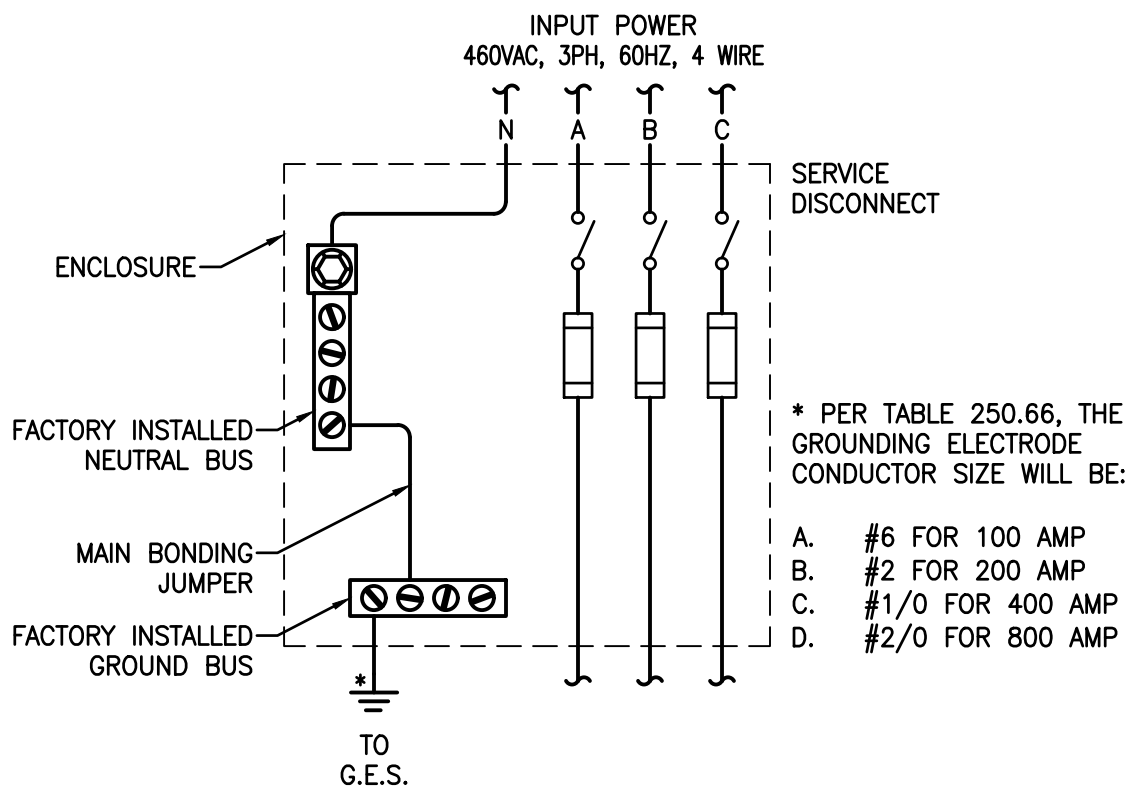 INPUT POWER
460VAC, 3PH, 60HZ, 4 WIRE
N A B C
SERVICE
DISCONNECT
ENCLOSURE
FACTORY INSTALLED
NEUTRAL BUS
MAIN BONDING
JUMPER
FACTORY INSTALLED
GROUND BUS
*
TO
G.E.S.
* PER TABLE 250.66, THE
GROUNDING ELECTRODE
CONDUCTOR SIZE WILL BE:
A. #6 FOR 100 AMP
B. #2 FOR 200 AMP
C. #1/0 FOR 400 AMP
D. #2/0 FOR 800 AMP